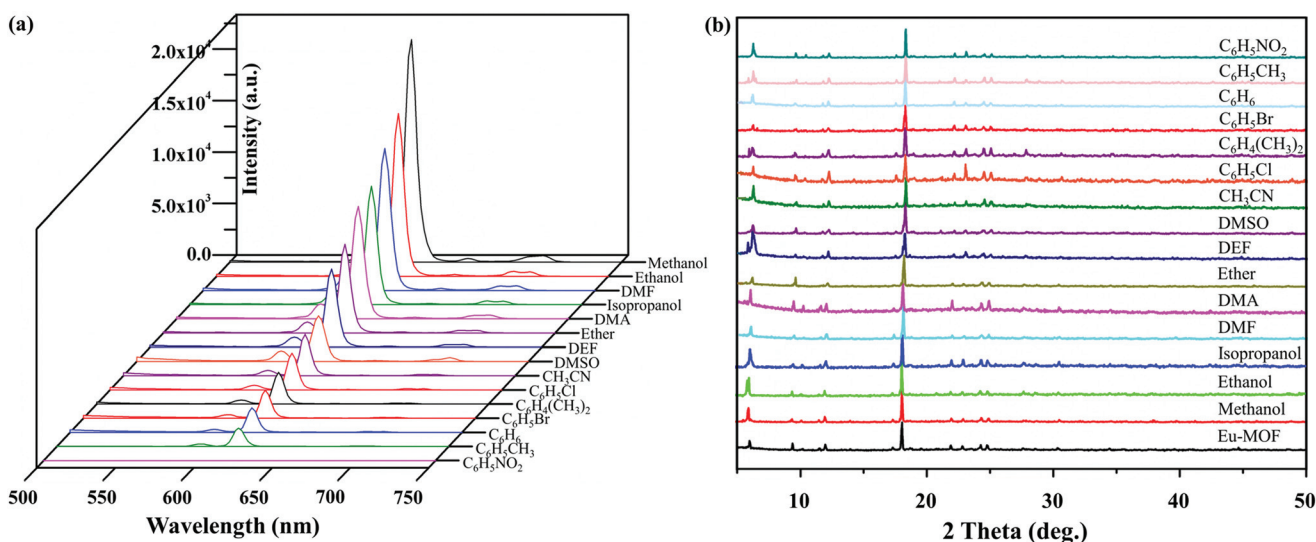 (a)
2.0x10⁴
1.5x10⁴
1.0x10⁴
5.0x10³
0.0
Intensity (a.u.)
Methanol
Ethanol
DMF
Isopropanol
DMA
Ether
DEF
DMSO
CH₃CN
C₆H₅Cl
C₆H₄(CH₃)₂
C₆H₅Br
C₆H₆
C₆H₅CH₃
C₆H₅NO₂
500 550 600 650 700 750
Wavelength (nm)
(b)
C₆H₅NO₂
C₆H₅CH₃
C₆H₆
C₆H₅Br
C₆H₄(CH₃)₂
C₆H₅Cl
CH₃CN
DMSO
DEF
Ether
DMA
DMF
Isopropanol
Ethanol
Methanol
Eu-MOF
10 20 30 40 50
2 Theta (deg.)